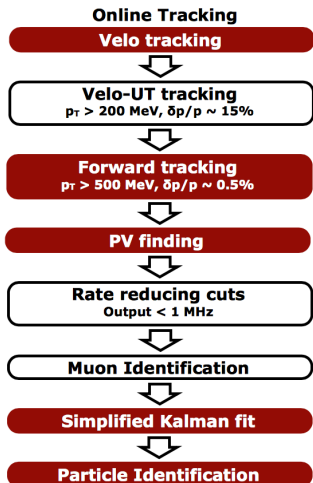 Online Tracking
Velo tracking
Velo-UT tracking
pT > 200 MeV, δp/p ~ 15%
Forward tracking
pT > 500 MeV, δp/p ~ 0.5%
PV finding
Rate reducing cuts
Output < 1 MHz
Muon Identification
Simplified Kalman fit
Particle Identification